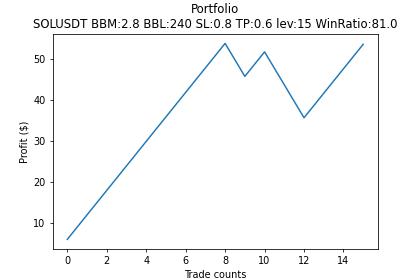 Portfolio
SOLUSDT BBM:2.8 BBL:240 SL:0.8 TP:0.6 lev:15 WinRatio:81.0
50
40
30
20
10
Profit ($)
0 2 4 6 8 10 12 14
Trade counts